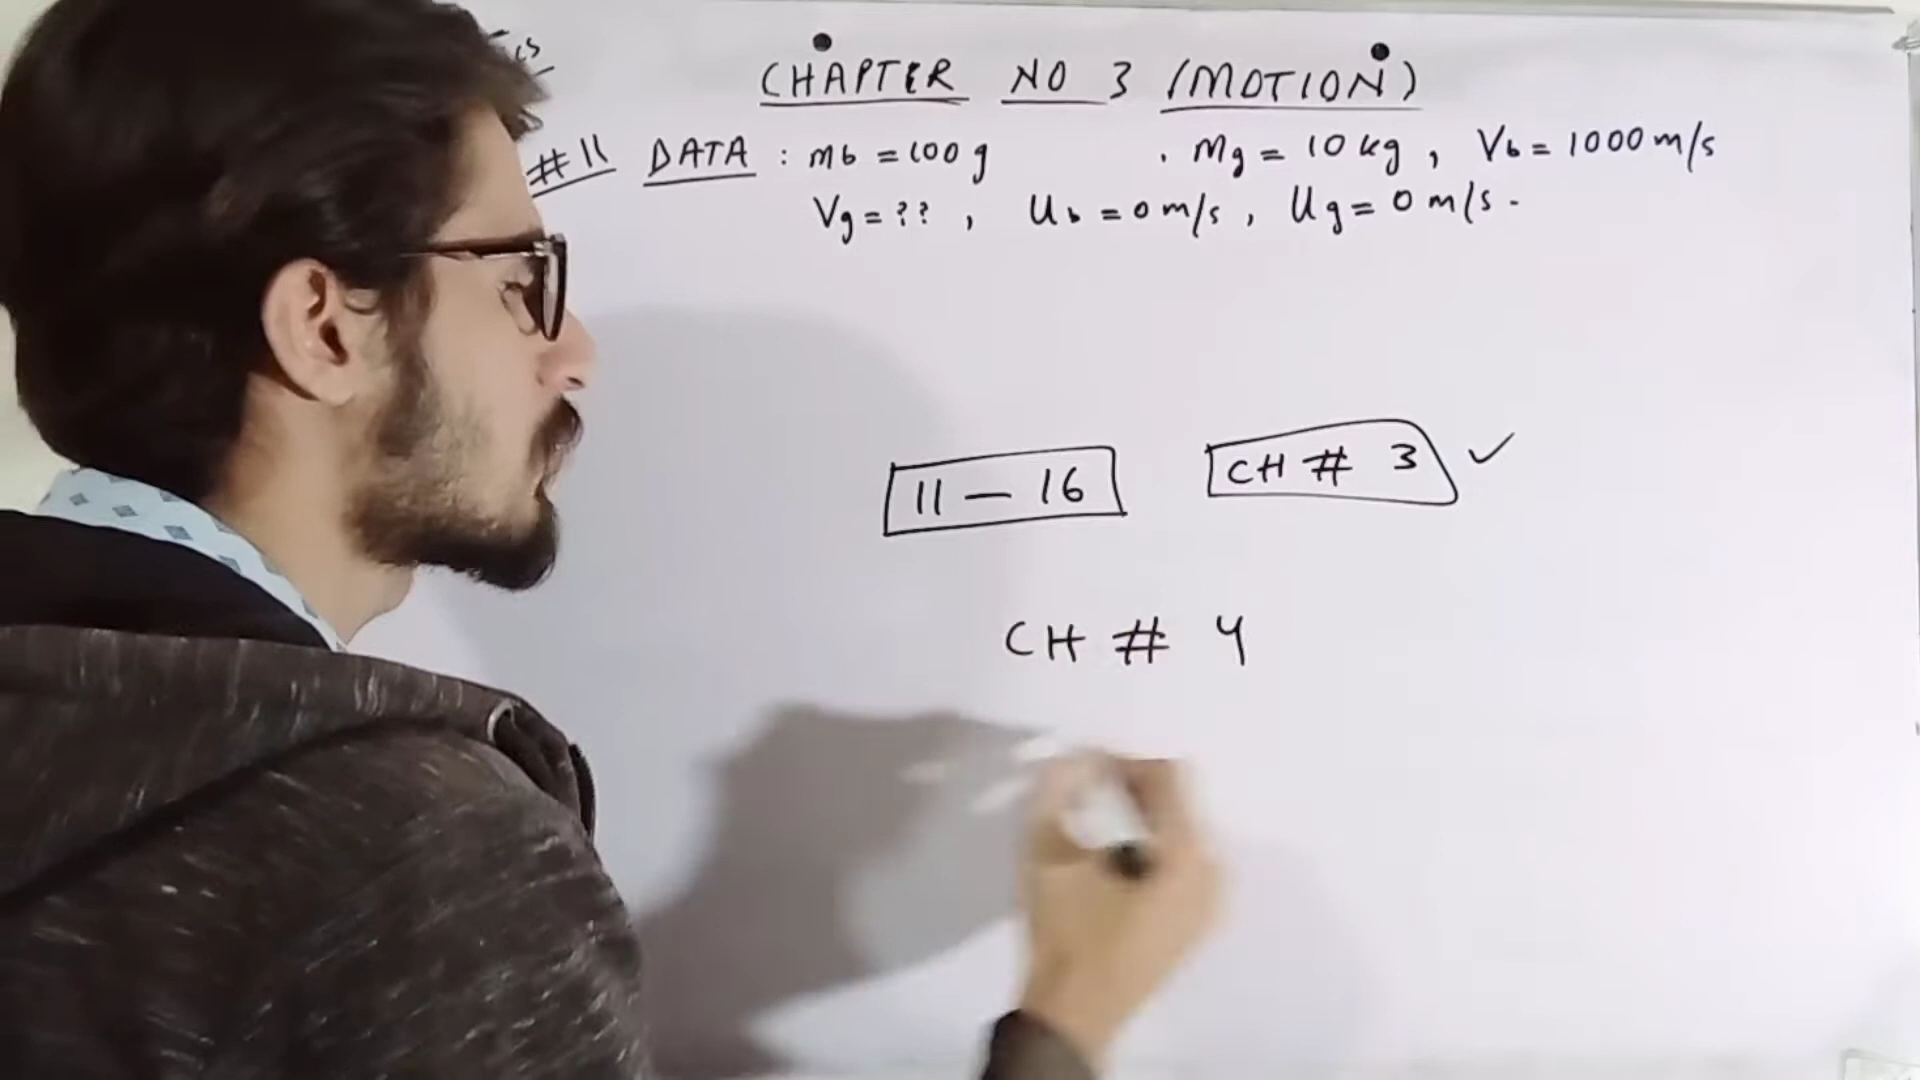 CHAPTER NO 3 (MOTION)
#11 DATA : mb = 100 g . Mg = 10 kg , Vb = 1000 m/s
Vg = ?? , Ub = 0 m/s , Ug = 0 m/s .
11 — 16 CH # 3 ✓
CH # 4